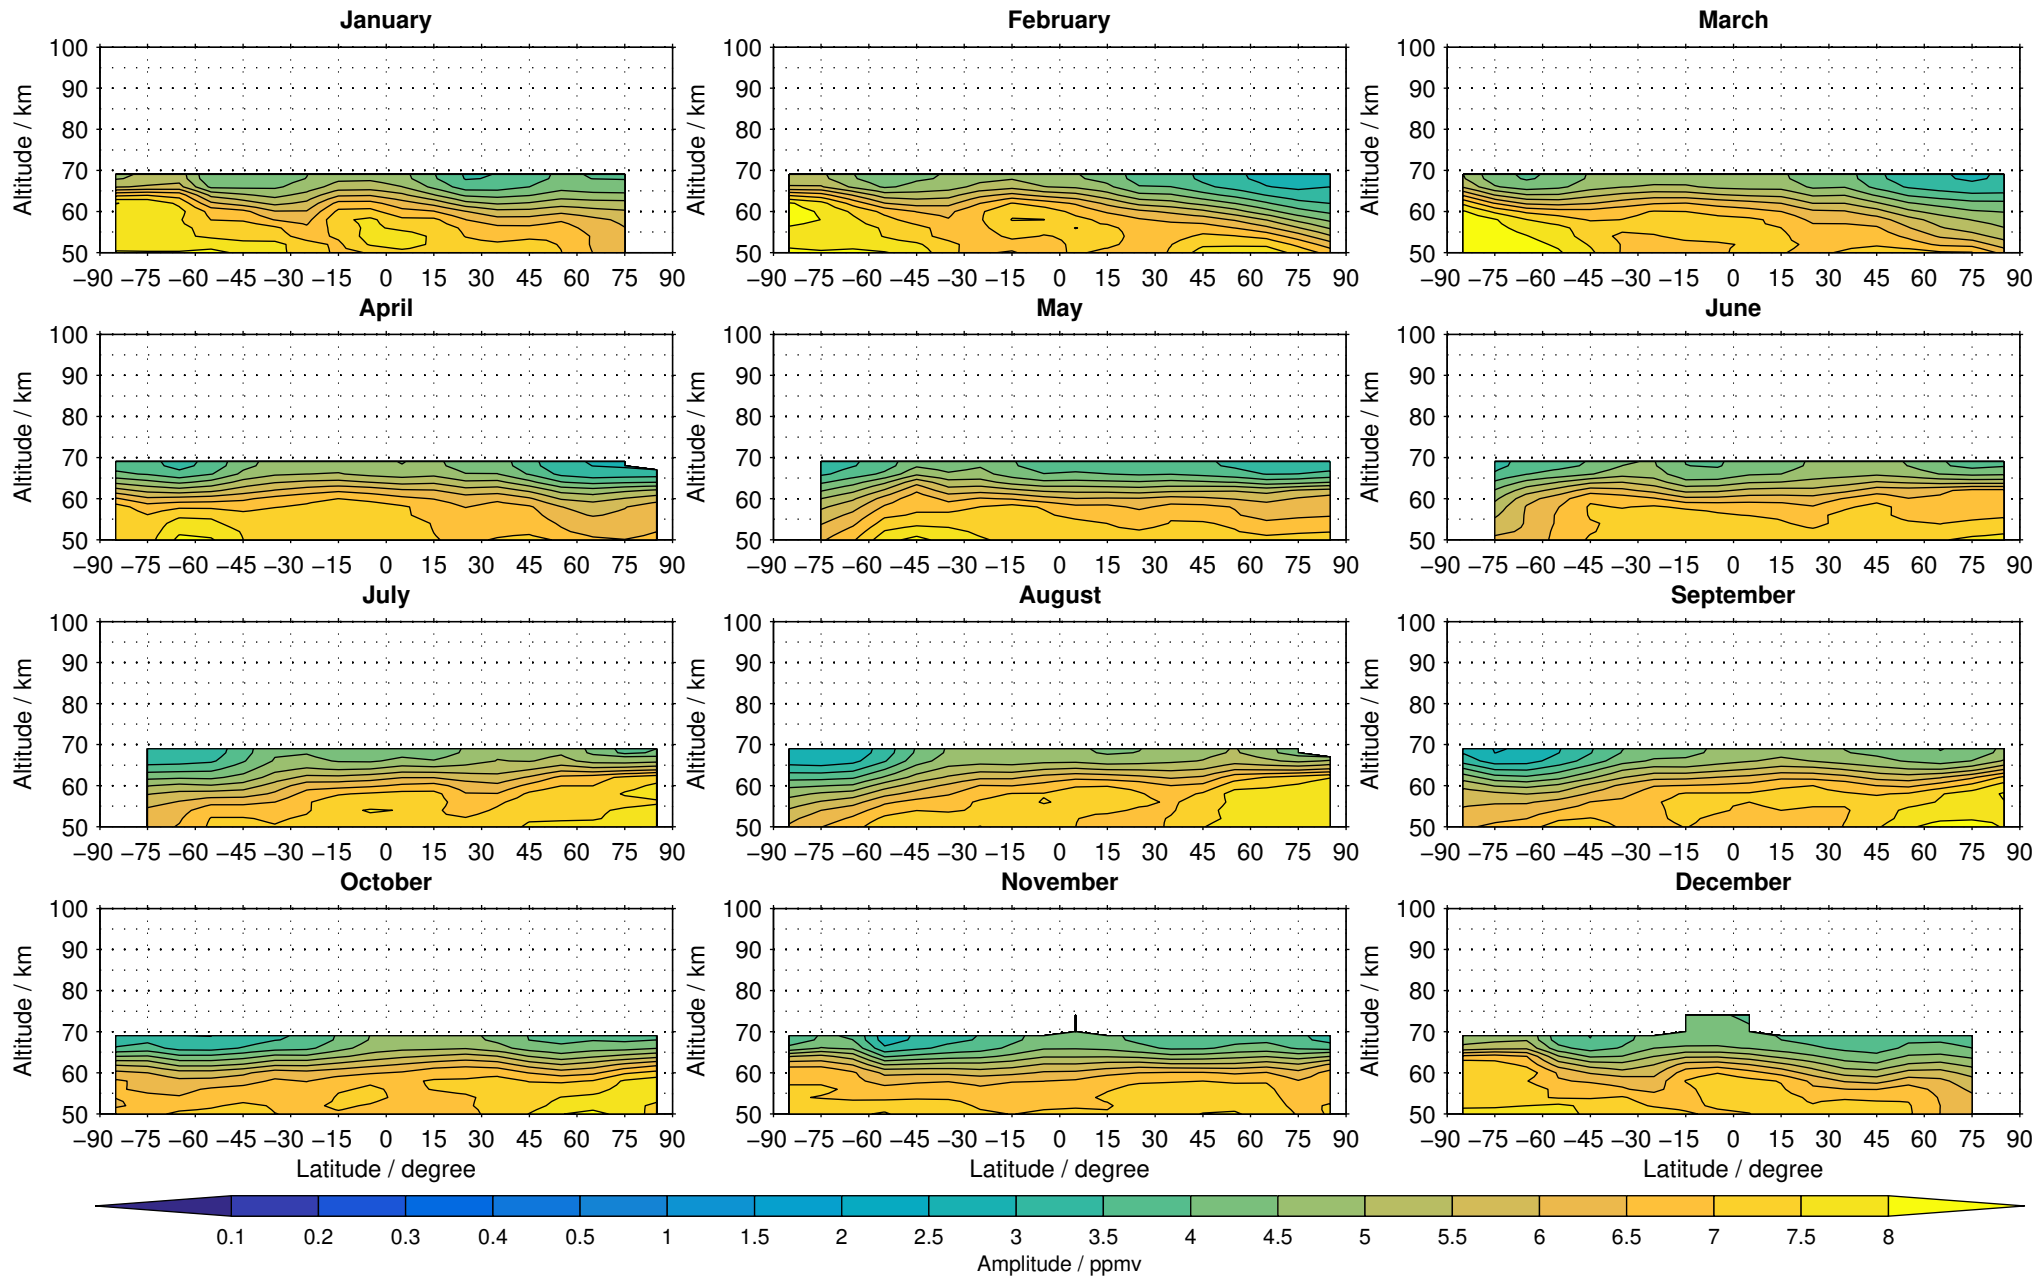 January February March
100 100 100
90 90 90
80 80 80
70 70 70
60 60 60
50 50 50
Altitude / km Altitude / km Altitude / km
−90 −75 −60 −45 −30 −15 0 15 30 45 60 75 90 −90 −75 −60 −45 −30 −15 0 15 30 45 60 75 90 −90 −75 −60 −45 −30 −15 0 15 30 45 60 75 90
April May June
100 100 100
90 90 90
80 80 80
70 70 70
60 60 60
50 50 50
Altitude / km Altitude / km Altitude / km
−90 −75 −60 −45 −30 −15 0 15 30 45 60 75 90 −90 −75 −60 −45 −30 −15 0 15 30 45 60 75 90 −90 −75 −60 −45 −30 −15 0 15 30 45 60 75 90
July August September
100 100 100
90 90 90
80 80 80
70 70 70
60 60 60
50 50 50
Altitude / km Altitude / km Altitude / km
−90 −75 −60 −45 −30 −15 0 15 30 45 60 75 90 −90 −75 −60 −45 −30 −15 0 15 30 45 60 75 90 −90 −75 −60 −45 −30 −15 0 15 30 45 60 75 90
October November December
100 100 100
90 90 90
80 80 80
70 70 70
60 60 60
50 50 50
Altitude / km Altitude / km Altitude / km
−90 −75 −60 −45 −30 −15 0 15 30 45 60 75 90 −90 −75 −60 −45 −30 −15 0 15 30 45 60 75 90 −90 −75 −60 −45 −30 −15 0 15 30 45 60 75 90
Latitude / degree Latitude / degree Latitude / degree
0.1 0.2 0.3 0.4 0.5 1 1.5 2 2.5 3 3.5 4 4.5 5 5.5 6 6.5 7 7.5 8
Amplitude / ppmv